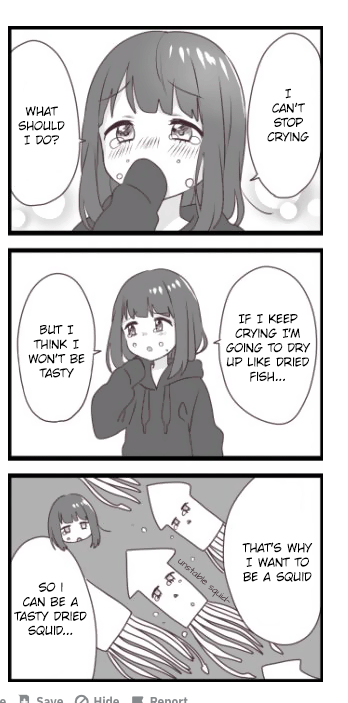 I
CAN'T
STOP
CRYING
WHAT
SHOULD
I DO?
IF I KEEP
CRYING I'M
GOING TO DRY
UP LIKE DRIED
FISH...
BUT I
THINK I
WON'T BE
TASTY
THAT'S WHY
I WANT TO
BE A SQUID
unstable squid~
SO I
CAN BE A
TASTY DRIED
SQUID...
Save Hide Report